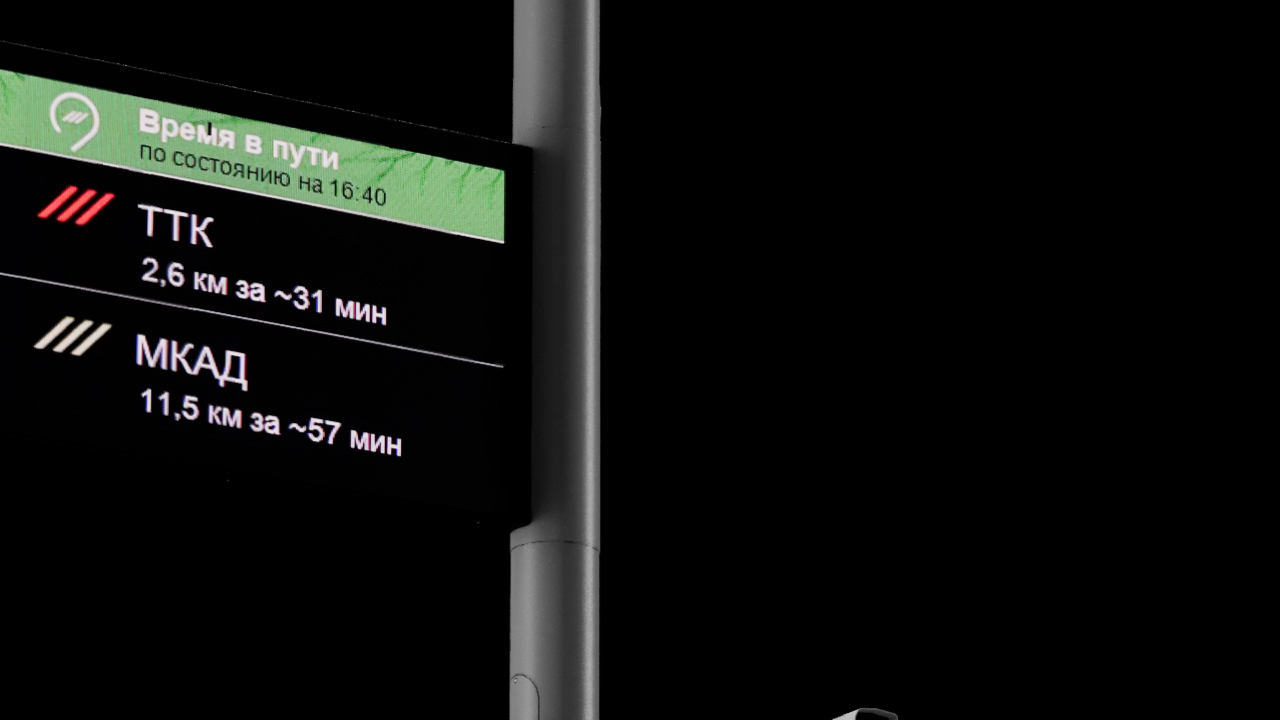 Время в пути
по состоянию на 16:40
ТТК
2,6 км за ~31 мин
МКАД
11,5 км за ~57 мин